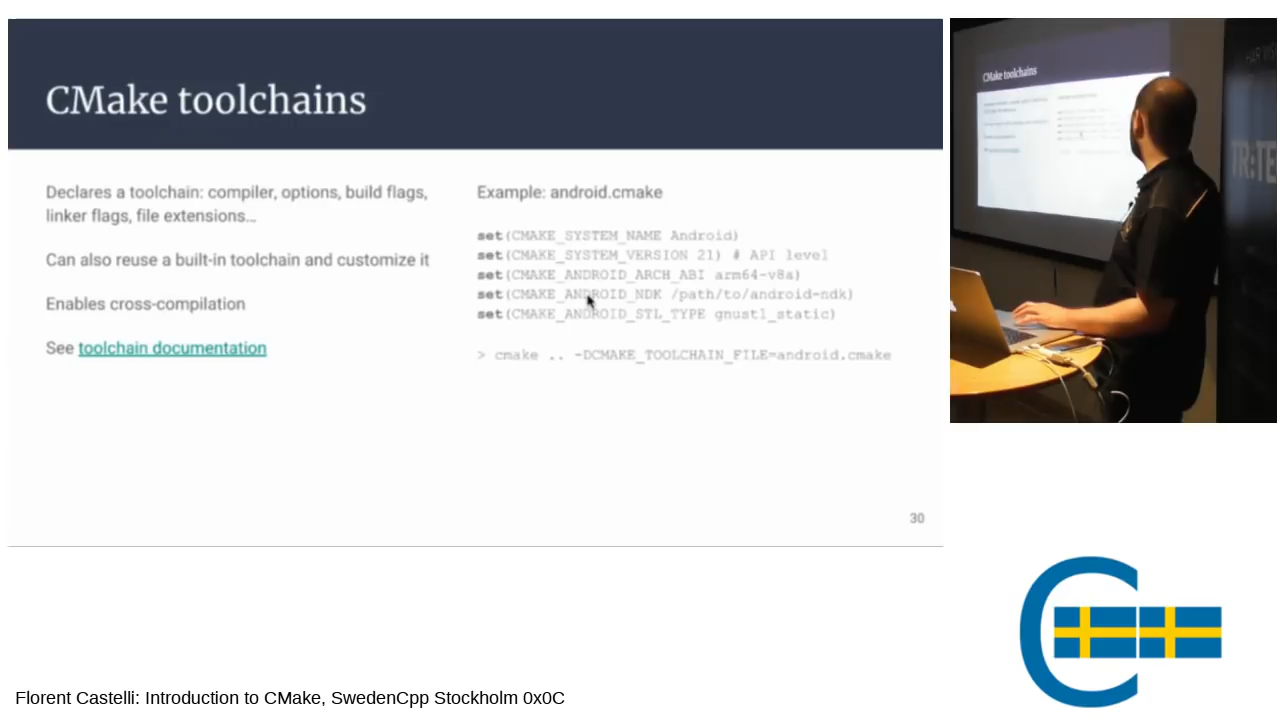 CMake toolchains
Declares a toolchain: compiler, options, build flags,
linker flags, file extensions…
Can also reuse a built-in toolchain and customize it
Enables cross-compilation
See toolchain documentation
Example: android.cmake
set(CMAKE_SYSTEM_NAME Android)
set(CMAKE_SYSTEM_VERSION 21) # API level
set(CMAKE_ANDROID_ARCH_ABI arm64-v8a)
set(CMAKE_ANDROID_NDK /path/to/android-ndk)
set(CMAKE_ANDROID_STL_TYPE gnustl_static)
> cmake .. -DCMAKE_TOOLCHAIN_FILE=android.cmake
30
CMake toolchains
Florent Castelli: Introduction to CMake, SwedenCpp Stockholm 0x0C